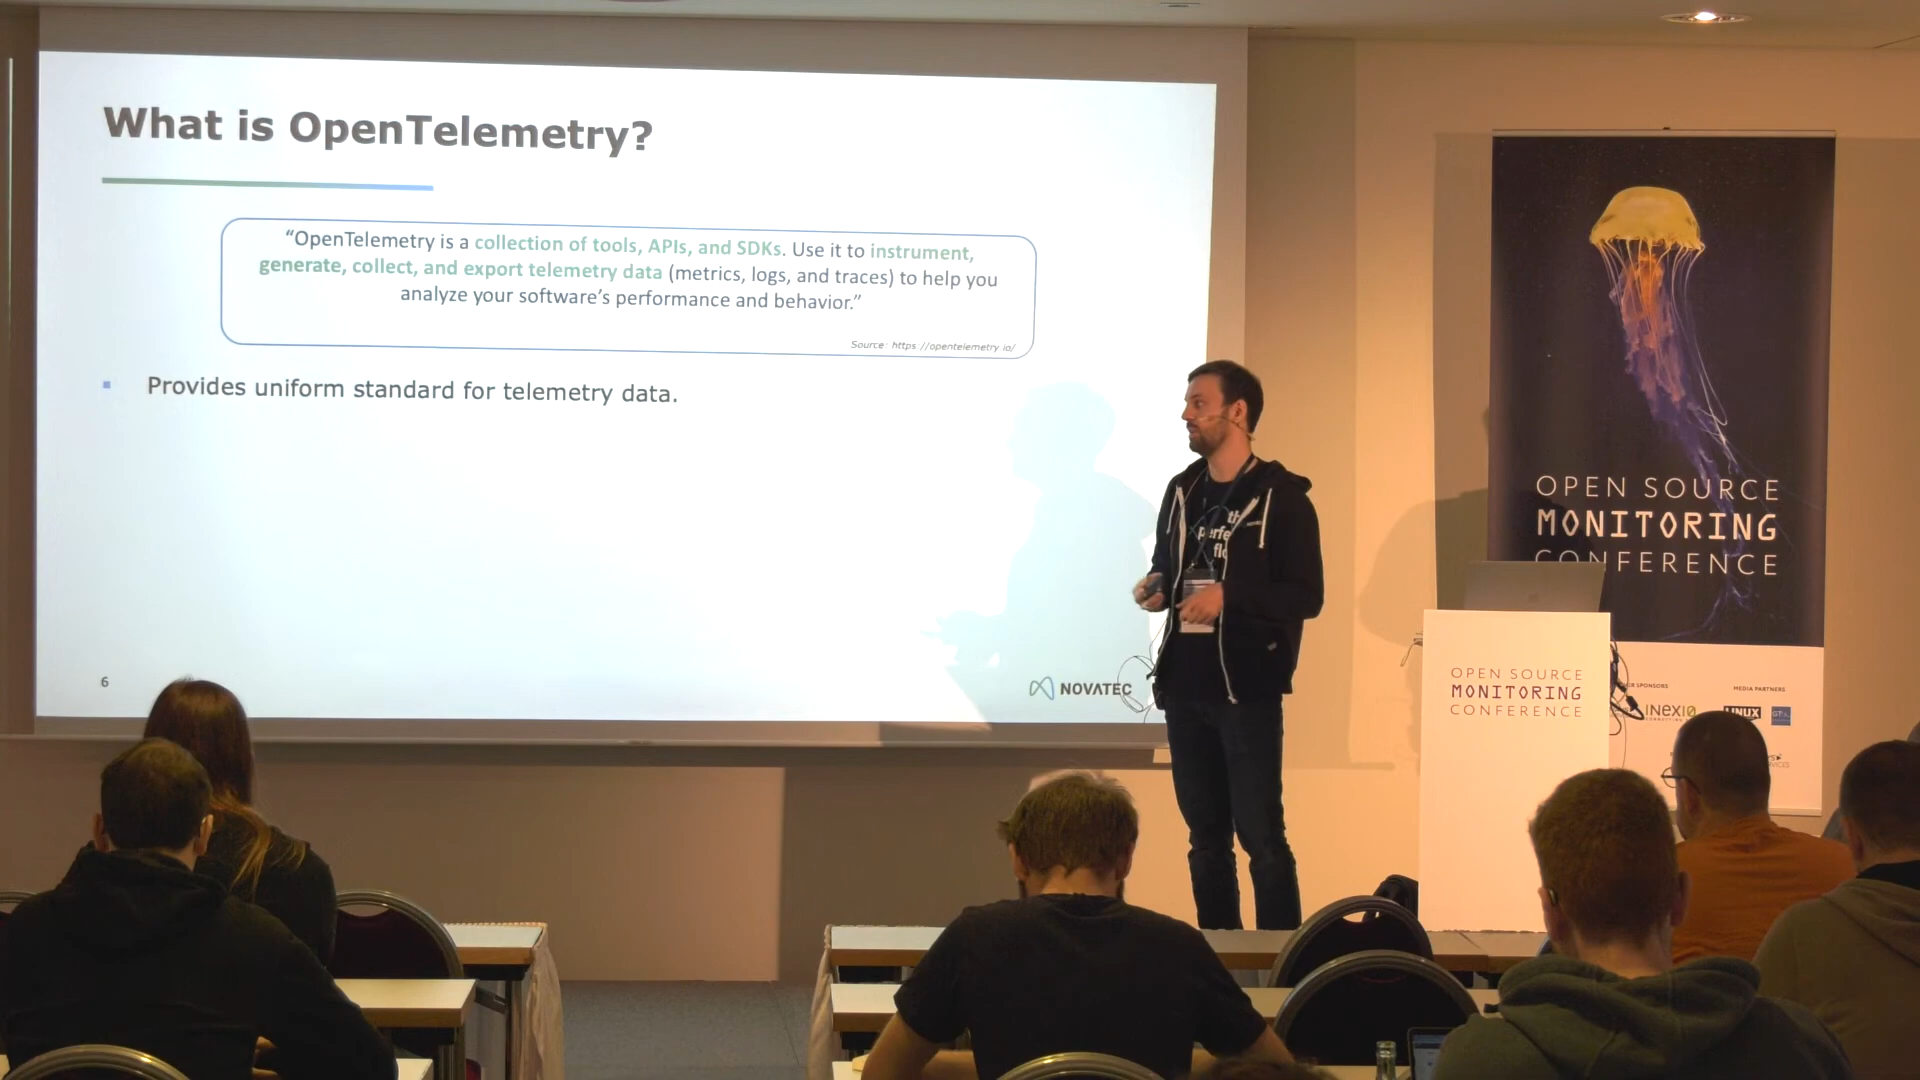 What is OpenTelemetry?
“OpenTelemetry is a collection of tools, APIs, and SDKs. Use it to instrument,
generate, collect, and export telemetry data (metrics, logs, and traces) to help you
analyze your software’s performance and behavior.”
Source: https://opentelemetry.io/
▪ Provides uniform standard for telemetry data.
6
NOVATEC
perfe
OPEN SOURCE
MONITORING
CONFERENCE
OPEN SOURCE
MONITORING
CONFERENCE
SPONSORS
MEDIA PARTNERS
INEXIO
LINUX